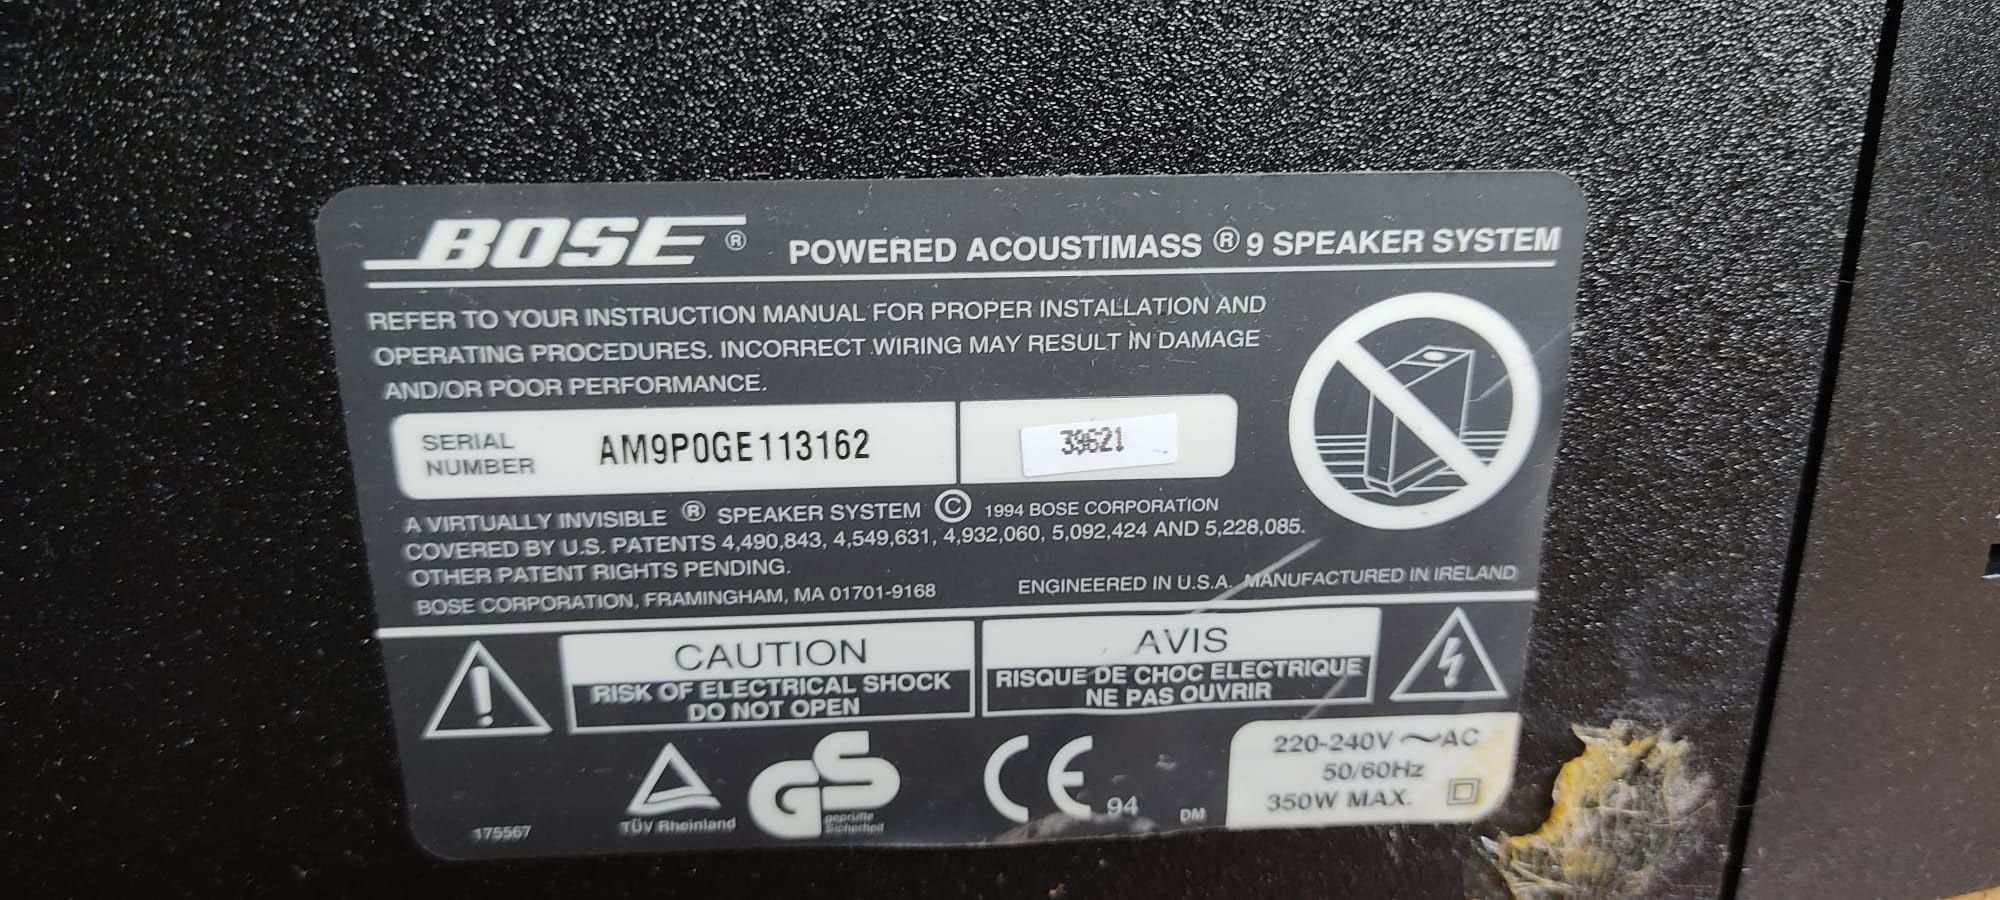 BOSE ® POWERED ACOUSTIMASS ® 9 SPEAKER SYSTEM
REFER TO YOUR INSTRUCTION MANUAL FOR PROPER INSTALLATION AND
OPERATING PROCEDURES. INCORRECT WIRING MAY RESULT IN DAMAGE
AND/OR POOR PERFORMANCE.
SERIAL
NUMBER
AM9P0GE113162
39621
A VIRTUALLY INVISIBLE ® SPEAKER SYSTEM © 1994 BOSE CORPORATION
COVERED BY U.S. PATENTS 4,490,843, 4,549,631, 4,932,060, 5,092,424 AND 5,228,085.
OTHER PATENT RIGHTS PENDING.
BOSE CORPORATION, FRAMINGHAM, MA 01701-9168
ENGINEERED IN U.S.A. MANUFACTURED IN IRELAND
CAUTION
RISK OF ELECTRICAL SHOCK
DO NOT OPEN
AVIS
RISQUE DE CHOC ELECTRIQUE
NE PAS OUVRIR
175567
TÜV Rheinland
GS
geprüfte
Sicherheit
CE 94
DM
220-240V ～AC
50/60Hz
350W MAX.